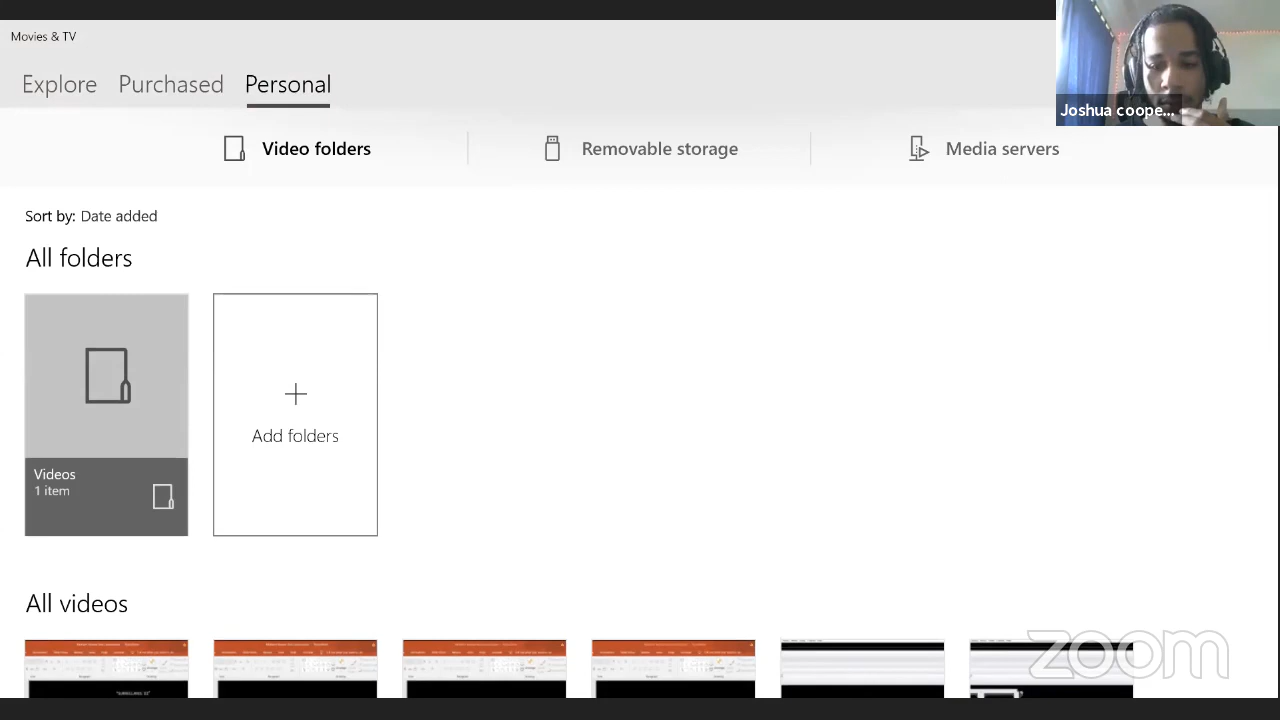 Movies & TV
Joshua coope...
Explore Purchased Personal
Video folders Removable storage Media servers
Sort by: Date added
All folders
Add folders
Videos
1 item
All videos
zoom